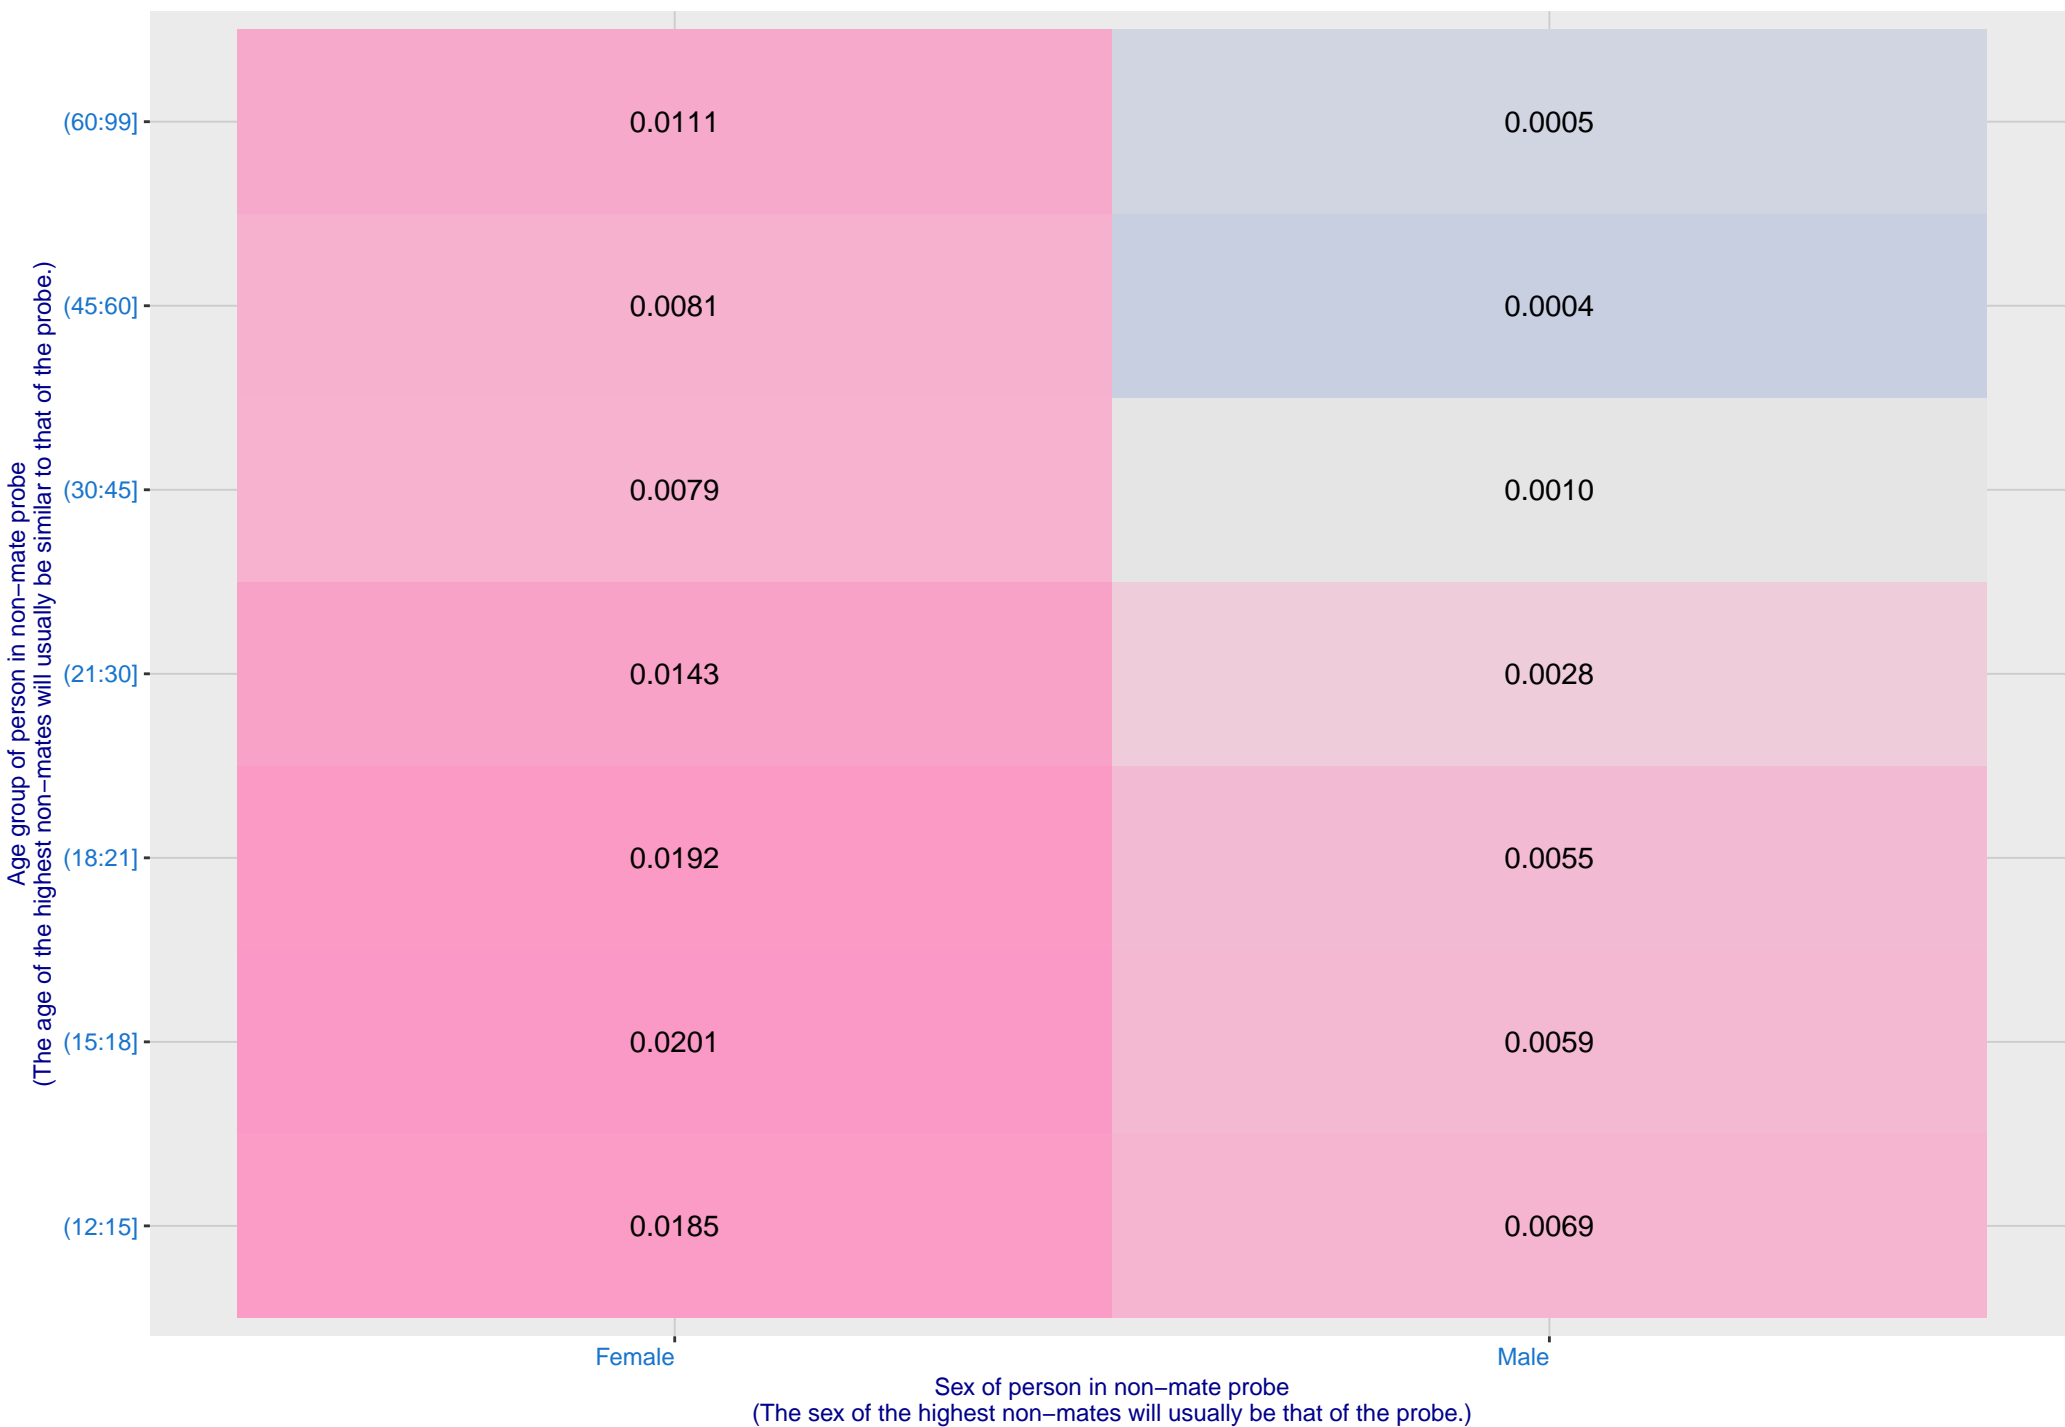 Age group of person in non−mate probe
(The age of the highest non−mates will usually be similar to that of the probe.)
(60:99] 0.0111 0.0005
(45:60] 0.0081 0.0004
(30:45] 0.0079 0.0010
(21:30] 0.0143 0.0028
(18:21] 0.0192 0.0055
(15:18] 0.0201 0.0059
(12:15] 0.0185 0.0069
Female Male
Sex of person in non−mate probe
(The sex of the highest non−mates will usually be that of the probe.)